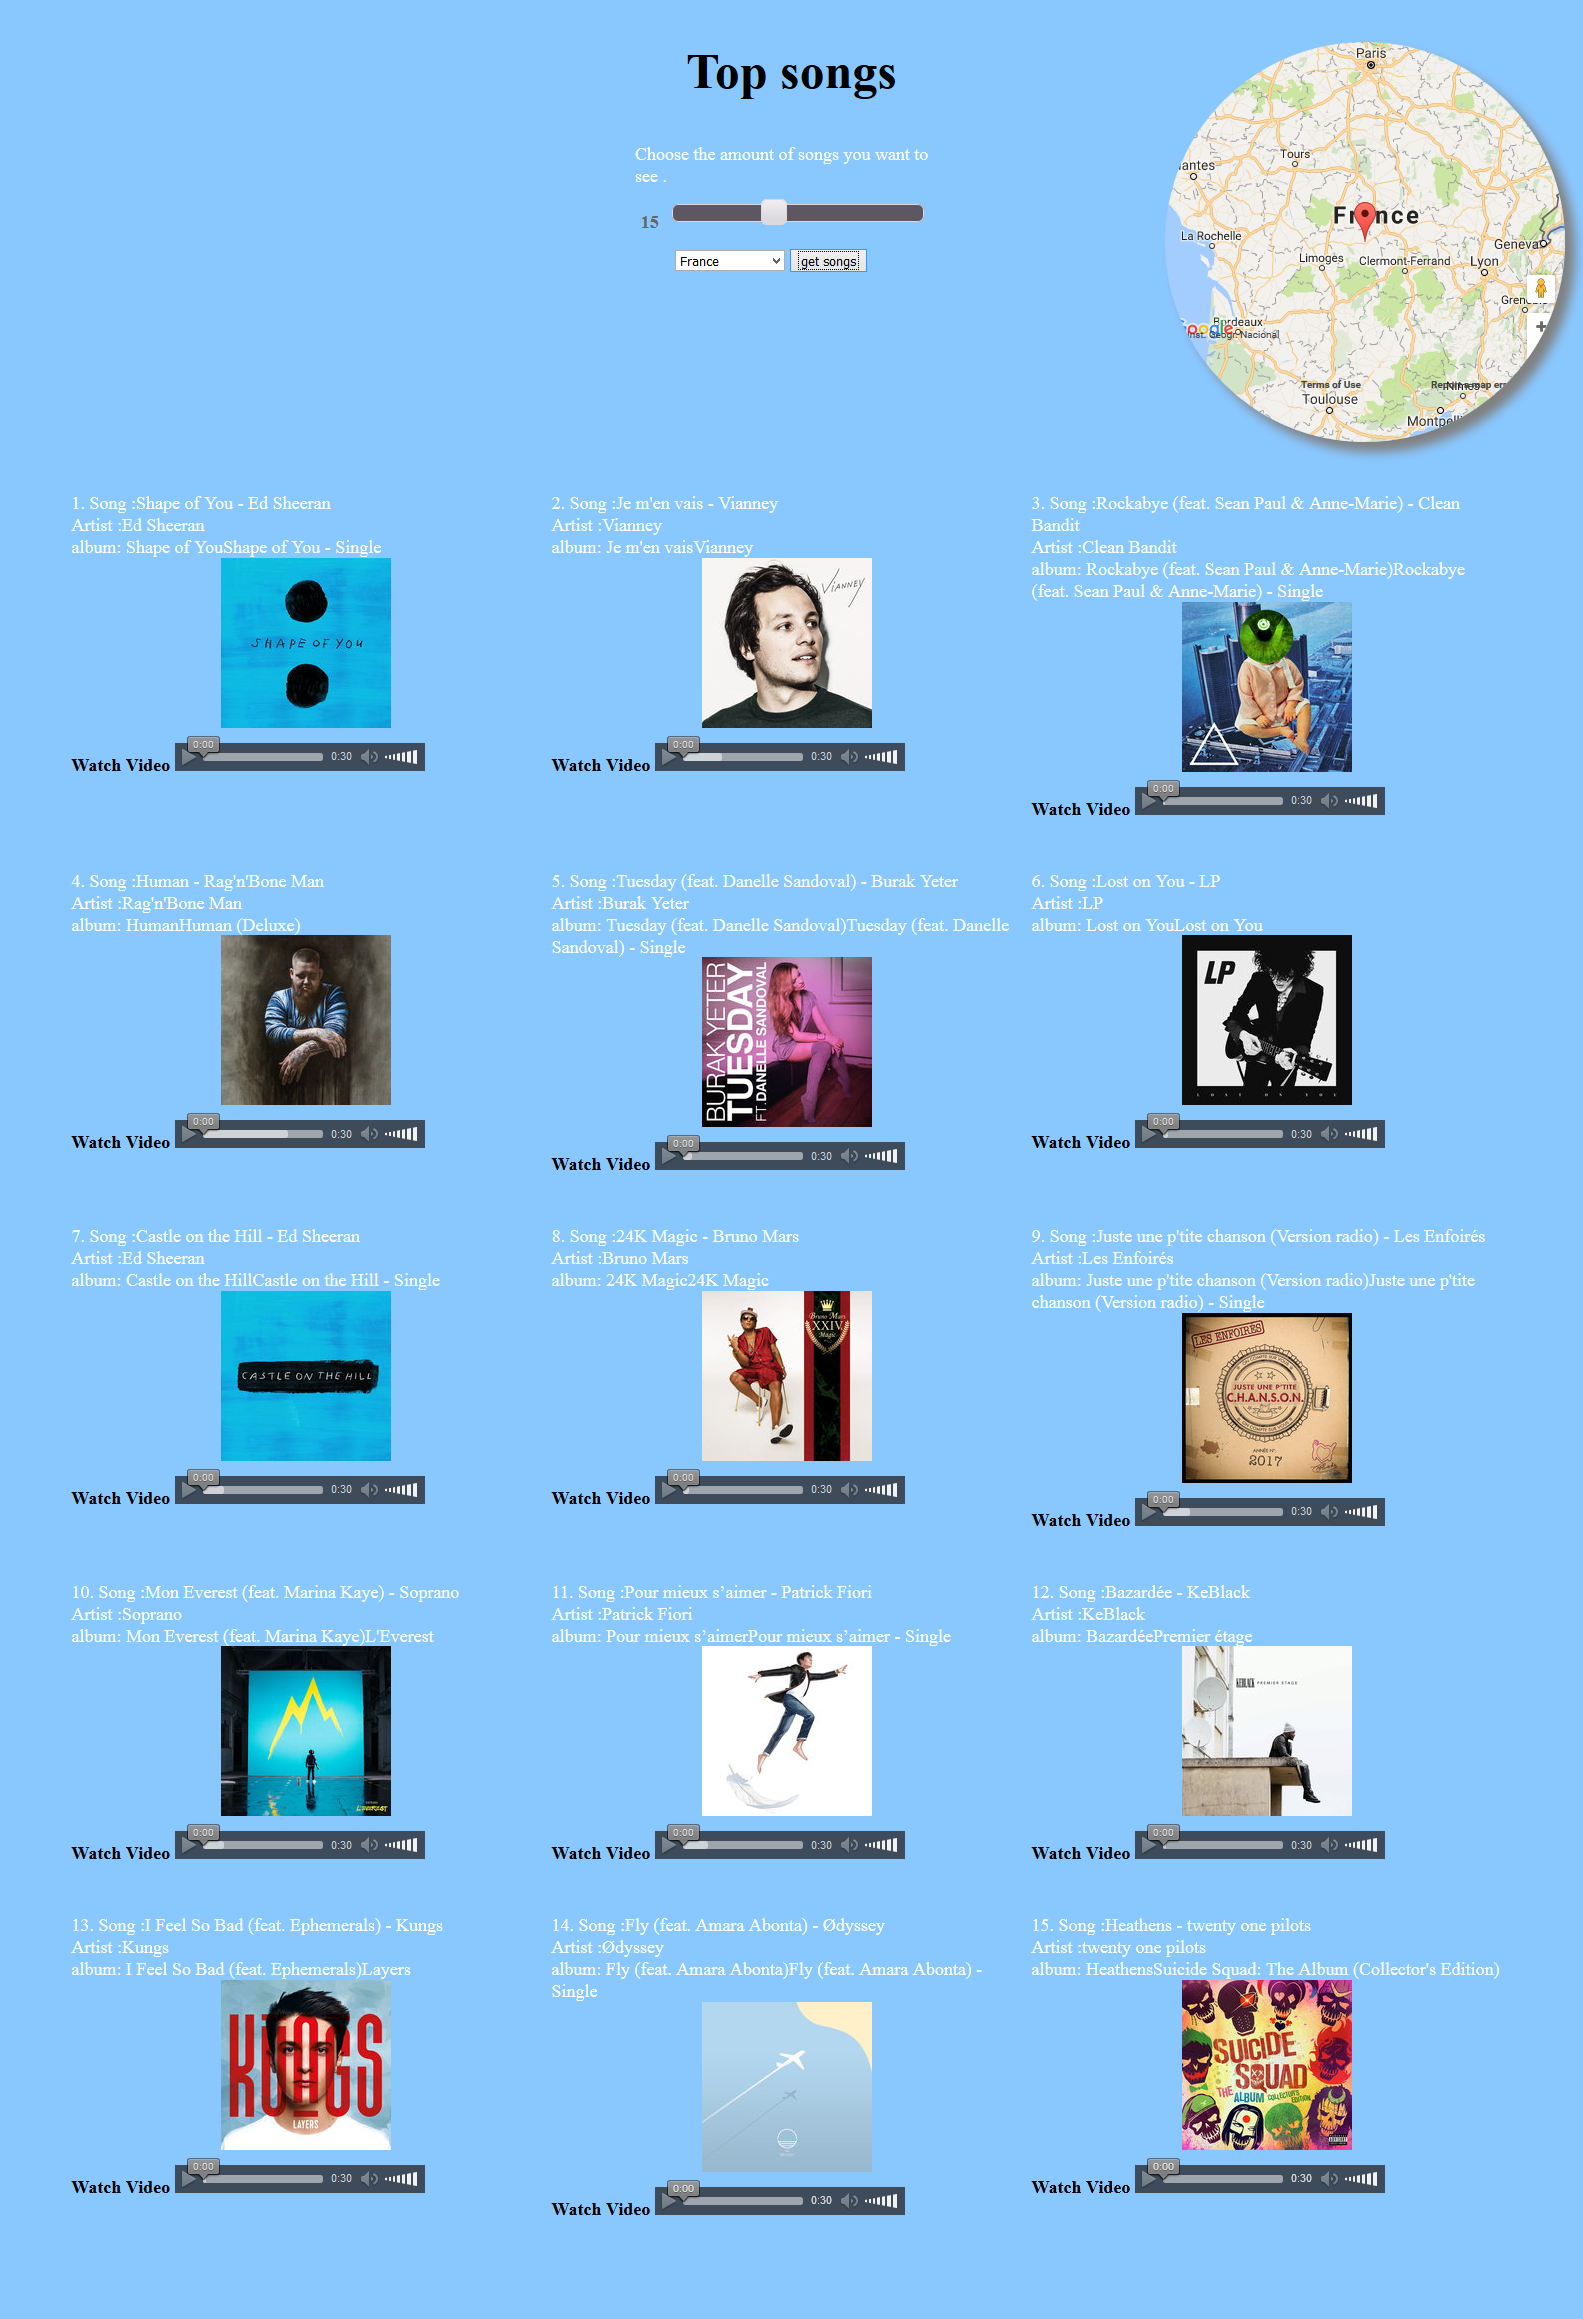 Top songs
Choose the amount of songs you want to
see .
15
France
get songs
Paris
Tours
antes
France
La Rochelle
Geneva
Limoges
Clermont-Ferrand
Lyon
Bordeaux
Inst. Geogr. Nacional
Terms of Use
Nîmes
Toulouse
1. Song :Shape of You - Ed Sheeran
Artist :Ed Sheeran
album: Shape of YouShape of You - Single
SHAPE OF YOU
Watch Video
0:00
0:30
2. Song :Je m'en vais - Vianney
Artist :Vianney
album: Je m'en vaisVianney
VIANNEY
Watch Video
0:00
0:30
3. Song :Rockabye (feat. Sean Paul & Anne-Marie) - Clean
Bandit
Artist :Clean Bandit
album: Rockabye (feat. Sean Paul & Anne-Marie)Rockabye
(feat. Sean Paul & Anne-Marie) - Single
Watch Video
0:00
0:30
4. Song :Human - Rag'n'Bone Man
Artist :Rag'n'Bone Man
album: HumanHuman (Deluxe)
Watch Video
0:00
0:30
5. Song :Tuesday (feat. Danelle Sandoval) - Burak Yeter
Artist :Burak Yeter
album: Tuesday (feat. Danelle Sandoval)Tuesday (feat. Danelle
Sandoval) - Single
BURAK YETER
TUESDAY
FT. DANELLE SANDOVAL
Watch Video
0:00
0:30
6. Song :Lost on You - LP
Artist :LP
album: Lost on YouLost on You
LP
LOST ON YOU
Watch Video
0:00
0:30
7. Song :Castle on the Hill - Ed Sheeran
Artist :Ed Sheeran
album: Castle on the HillCastle on the Hill - Single
CASTLE ON THE HILL
Watch Video
0:00
0:30
8. Song :24K Magic - Bruno Mars
Artist :Bruno Mars
album: 24K Magic24K Magic
Bruno Mars
XXIV
Magic
Watch Video
0:00
0:30
9. Song :Juste une p'tite chanson (Version radio) - Les Enfoirés
Artist :Les Enfoirés
album: Juste une p'tite chanson (Version radio)Juste une p'tite
chanson (Version radio) - Single
LES ENFOIRES
JUSTE UNE P'TITE
C.H.A.N.S.O.N.
ANNÉE N°.
2017
Watch Video
0:00
0:30
10. Song :Mon Everest (feat. Marina Kaye) - Soprano
Artist :Soprano
album: Mon Everest (feat. Marina Kaye)L'Everest
L'EVEREST
Watch Video
0:00
0:30
11. Song :Pour mieux s’aimer - Patrick Fiori
Artist :Patrick Fiori
album: Pour mieux s’aimerPour mieux s’aimer - Single
Watch Video
0:00
0:30
12. Song :Bazardée - KeBlack
Artist :KeBlack
album: BazardéePremier étage
KEBLACK PREMIER ETAGE
Watch Video
0:00
0:30
13. Song :I Feel So Bad (feat. Ephemerals) - Kungs
Artist :Kungs
album: I Feel So Bad (feat. Ephemerals)Layers
KUNGS
LAYERS
Watch Video
0:00
0:30
14. Song :Fly (feat. Amara Abonta) - Ødyssey
Artist :Ødyssey
album: Fly (feat. Amara Abonta)Fly (feat. Amara Abonta) -
Single
Watch Video
0:00
0:30
15. Song :Heathens - twenty one pilots
Artist :twenty one pilots
album: HeathensSuicide Squad: The Album (Collector's Edition)
SUICIDE
SQUAD
THE ALBUM COLLECTOR'S EDITION
Watch Video
0:00
0:30